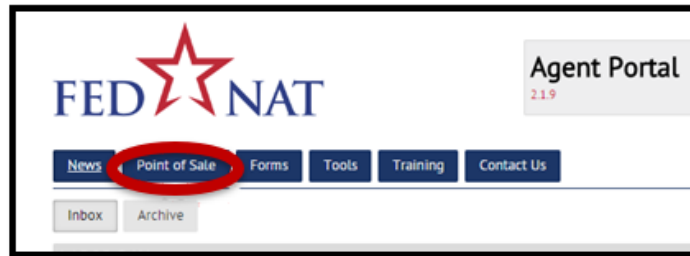 FED NAT
Agent Portal
2.1.9
News Point of Sale Forms Tools Training Contact Us
Inbox Archive